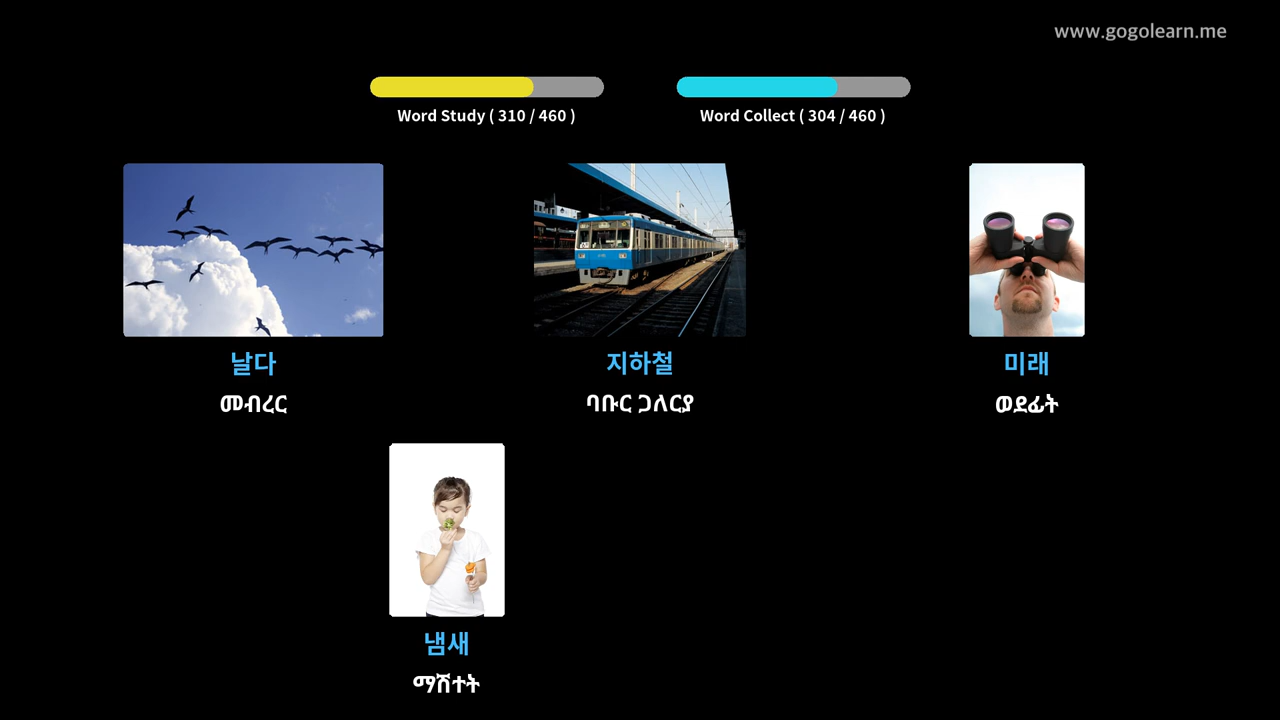 www.gogolearn.me
Word Study ( 310 / 460 )
Word Collect ( 304 / 460 )
날다
መብረር
지하철
ባቡር ጋለርያ
미래
ወደፊት
냄새
ማሽተት